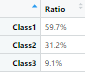 Ratio
Class1 59.7%
Class2 31.2%
Class3 9.1%